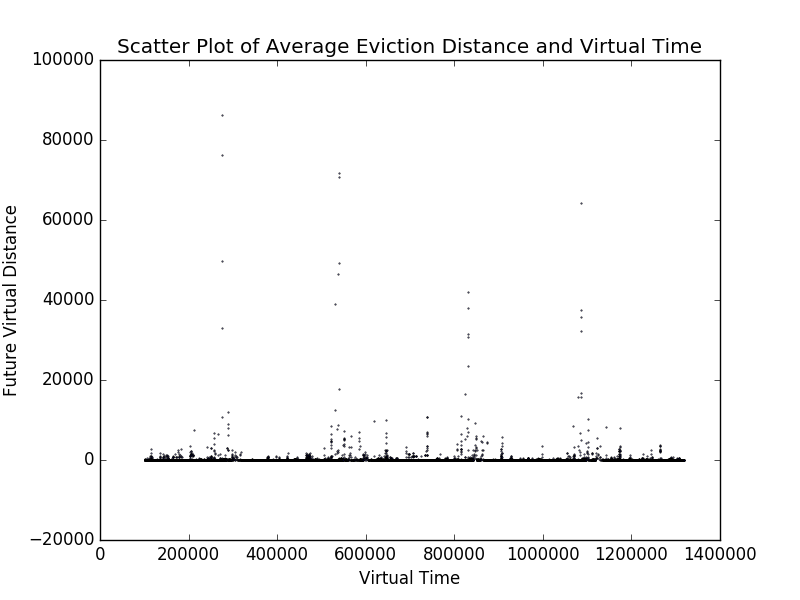 Scatter Plot of Average Eviction Distance and Virtual Time
100000
80000
60000
40000
20000
0
−20000
Future Virtual Distance
0 200000 400000 600000 800000 1000000 1200000 1400000
Virtual Time